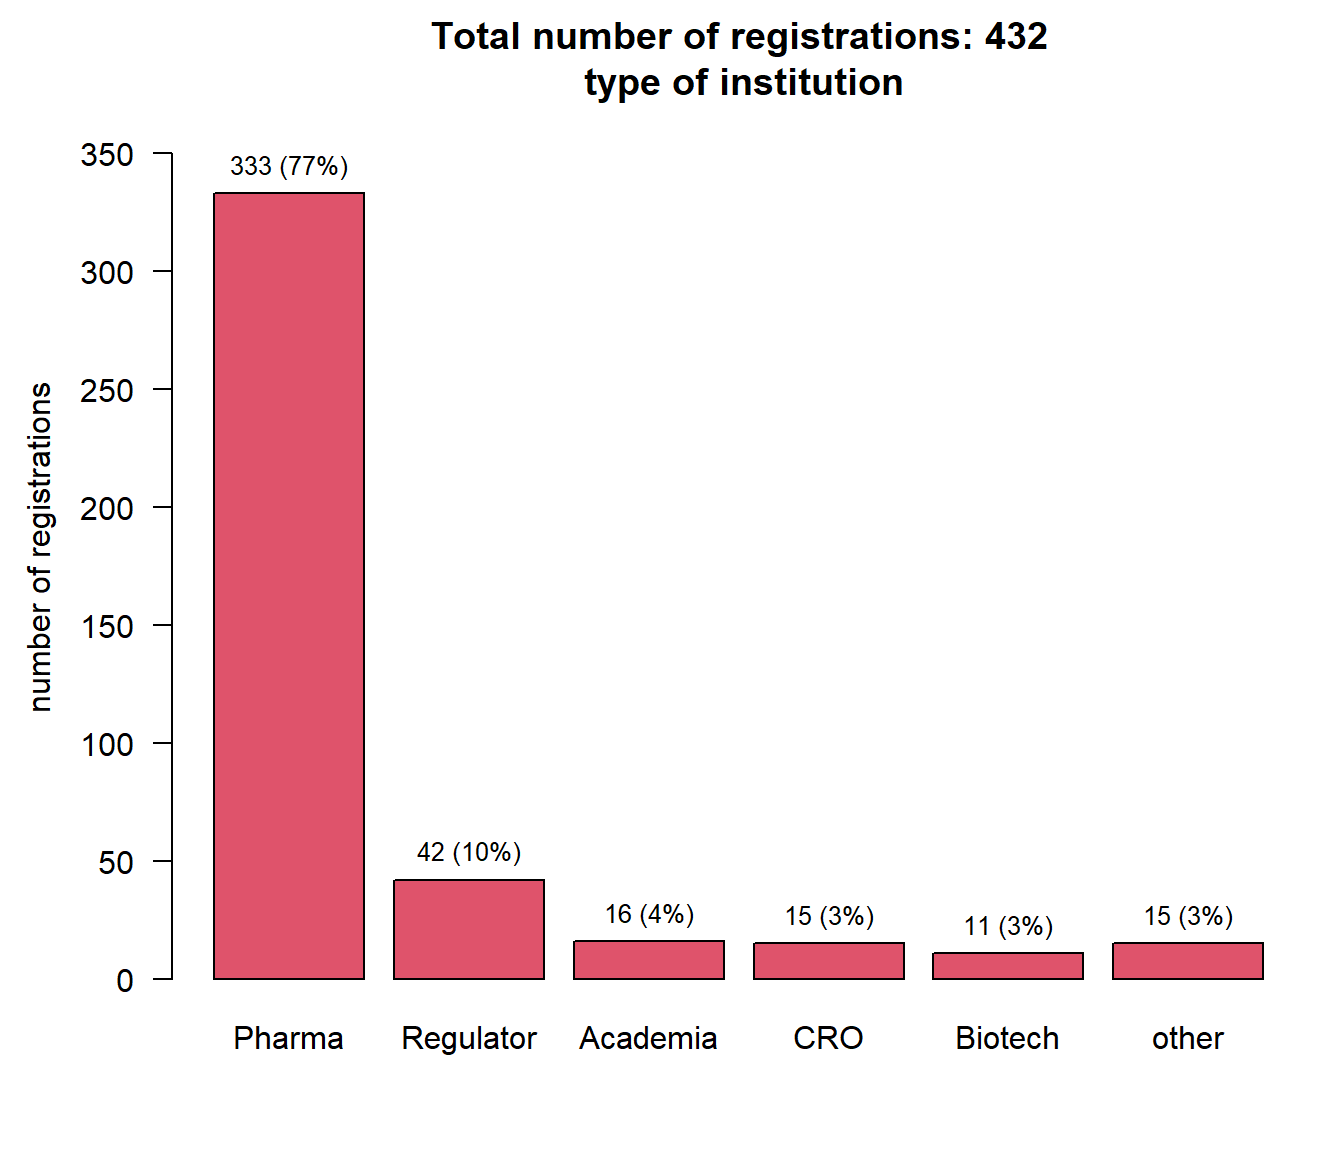 Total number of registrations: 432
type of institution
number of registrations
350
300
250
200
150
100
50
0
333 (77%)
42 (10%)
16 (4%)
15 (3%)
11 (3%)
15 (3%)
Pharma
Regulator
Academia
CRO
Biotech
other